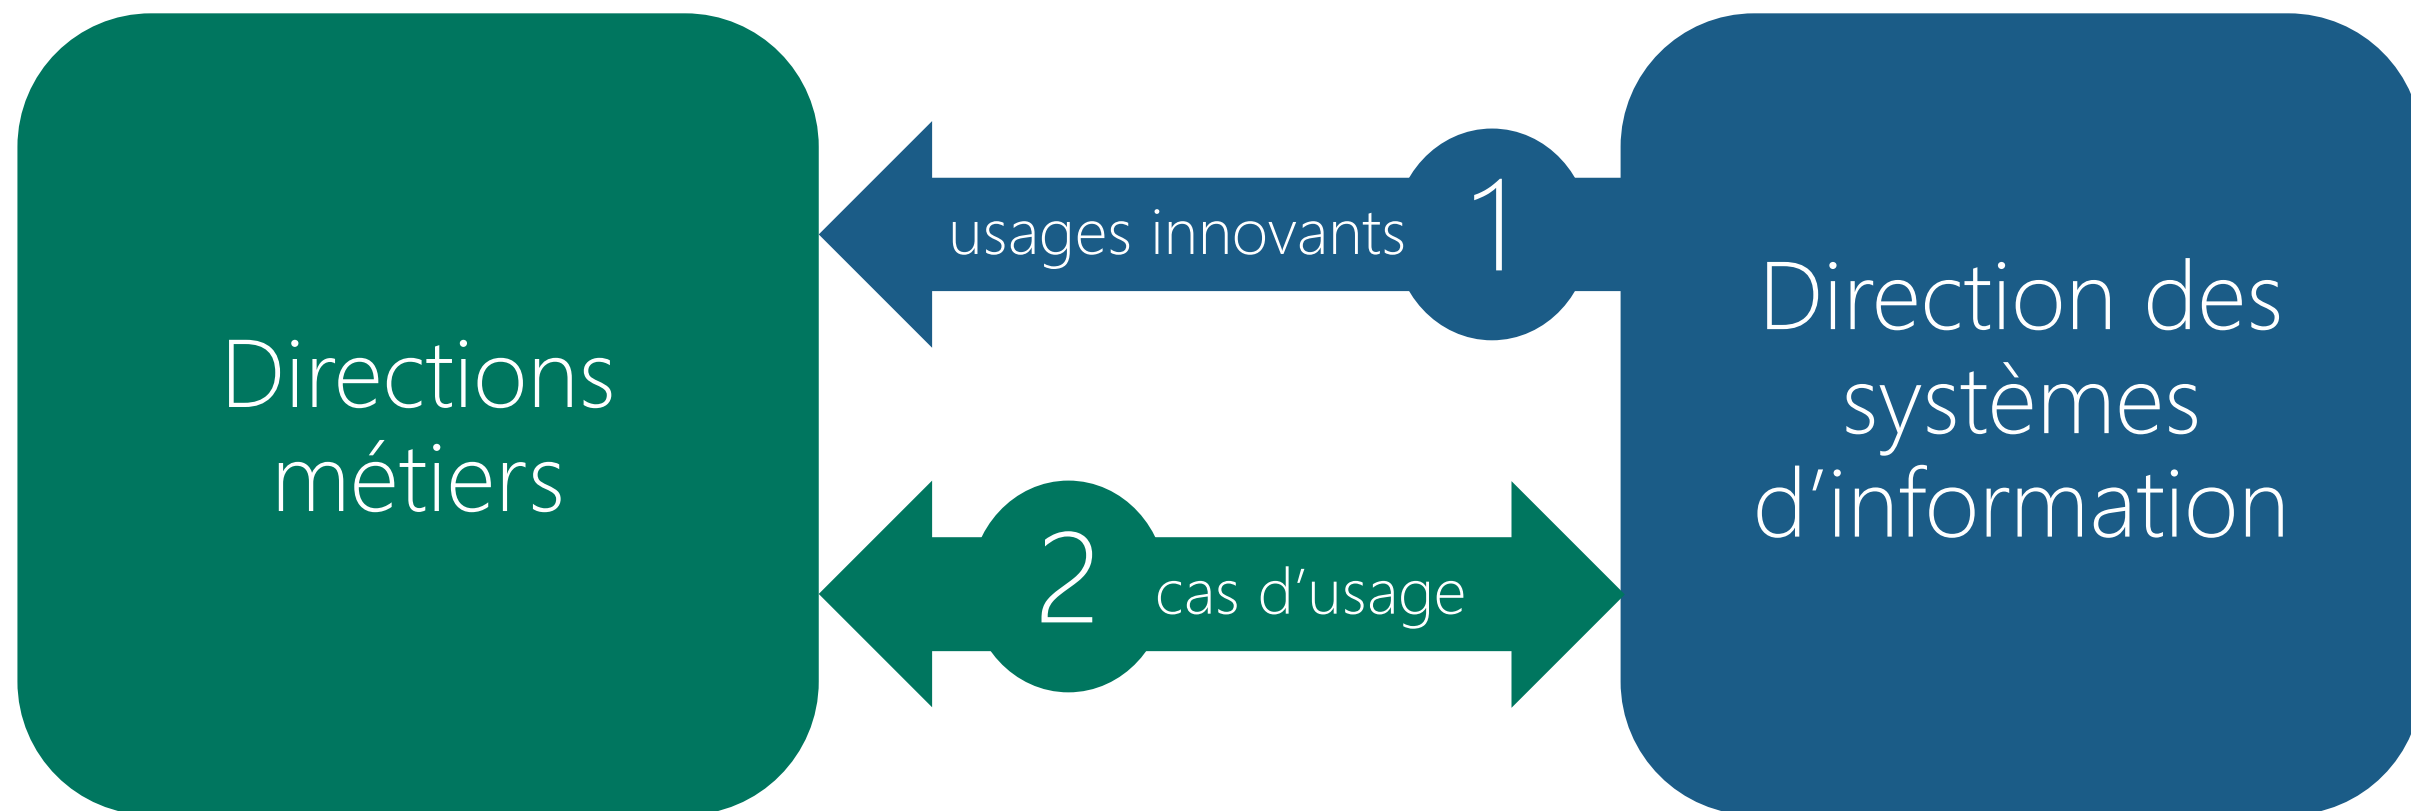 Directions
métiers
usages innovants
1
2
cas d’usage
Direction des
systèmes
d’information